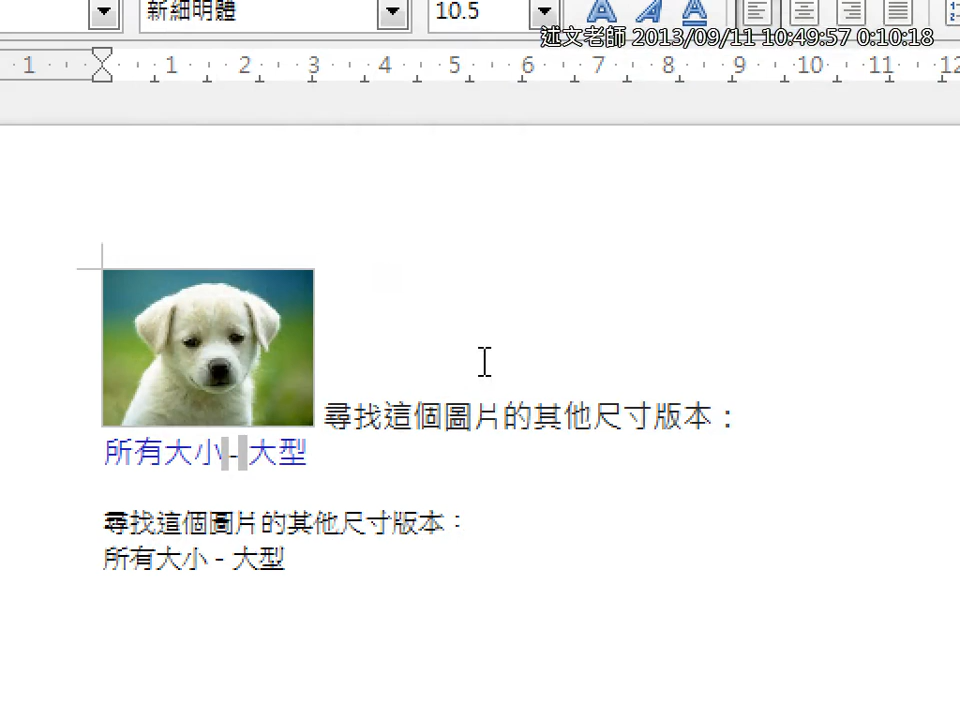 新細明體 10.5
述文老師 2013/09/11 10:49:57 0:10:18
1 1 2 3 4 5 6 7 8 9 10 11 12
尋找這個圖片的其他尺寸版本：
所有大小 - 大型
尋找這個圖片的其他尺寸版本：
所有大小 - 大型